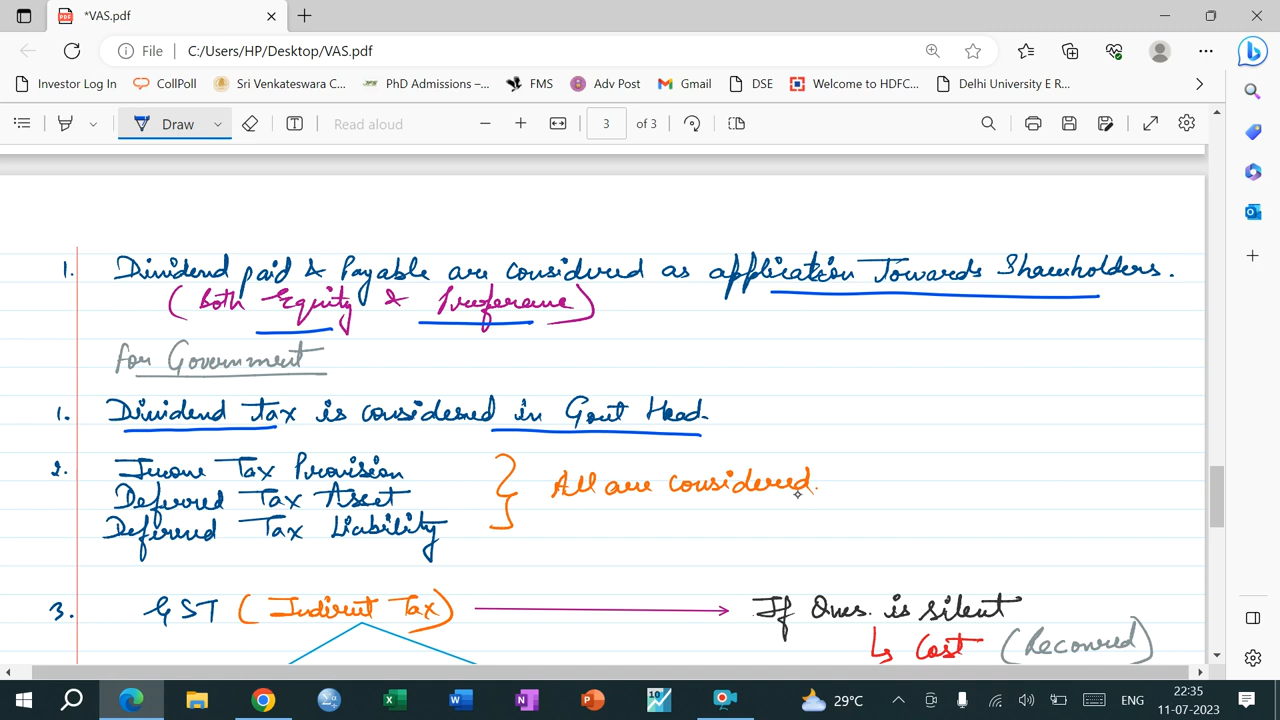 *VAS.pdf
File C:/Users/HP/Desktop/VAS.pdf
Investor Log In CollPoll Sri Venkateswara C... PhD Admissions –... FMS Adv Post Gmail DSE Welcome to HDFC... Delhi University E R...
Draw Read aloud 3 of 3
1. Dividend paid & Payable are considered as application Towards Shareholders.
(Both Equity & Preference)
for Government
1. Dividend tax is considered in Govt Head.
2. Income Tax Provision
Deferred Tax Asset
Deferred Tax Liability
All are considered.
3. GST (Indirect Tax) If Ques. is silent
Cost (Recovered)
29°C ENG 22:35
11-07-2023